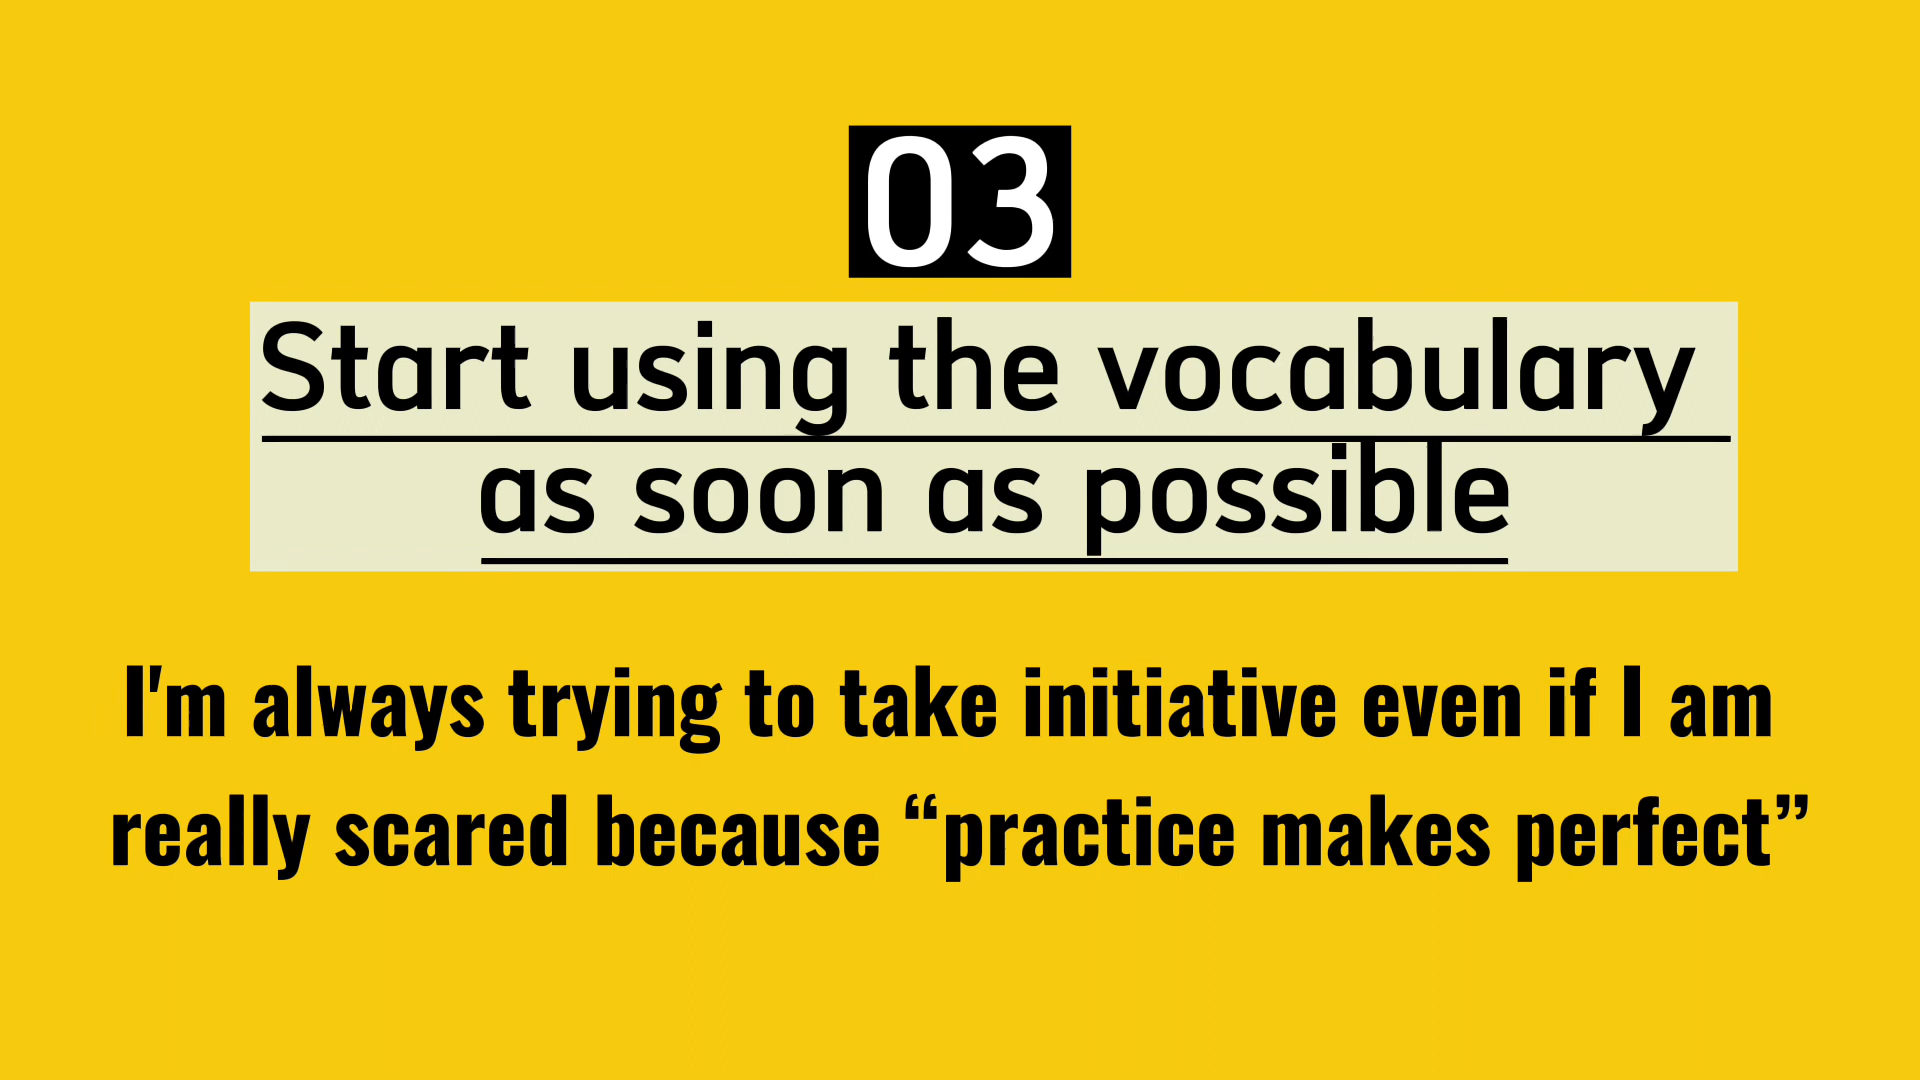 03
Start using the vocabulary
as soon as possible
I'm always trying to take initiative even if I am
really scared because “practice makes perfect”